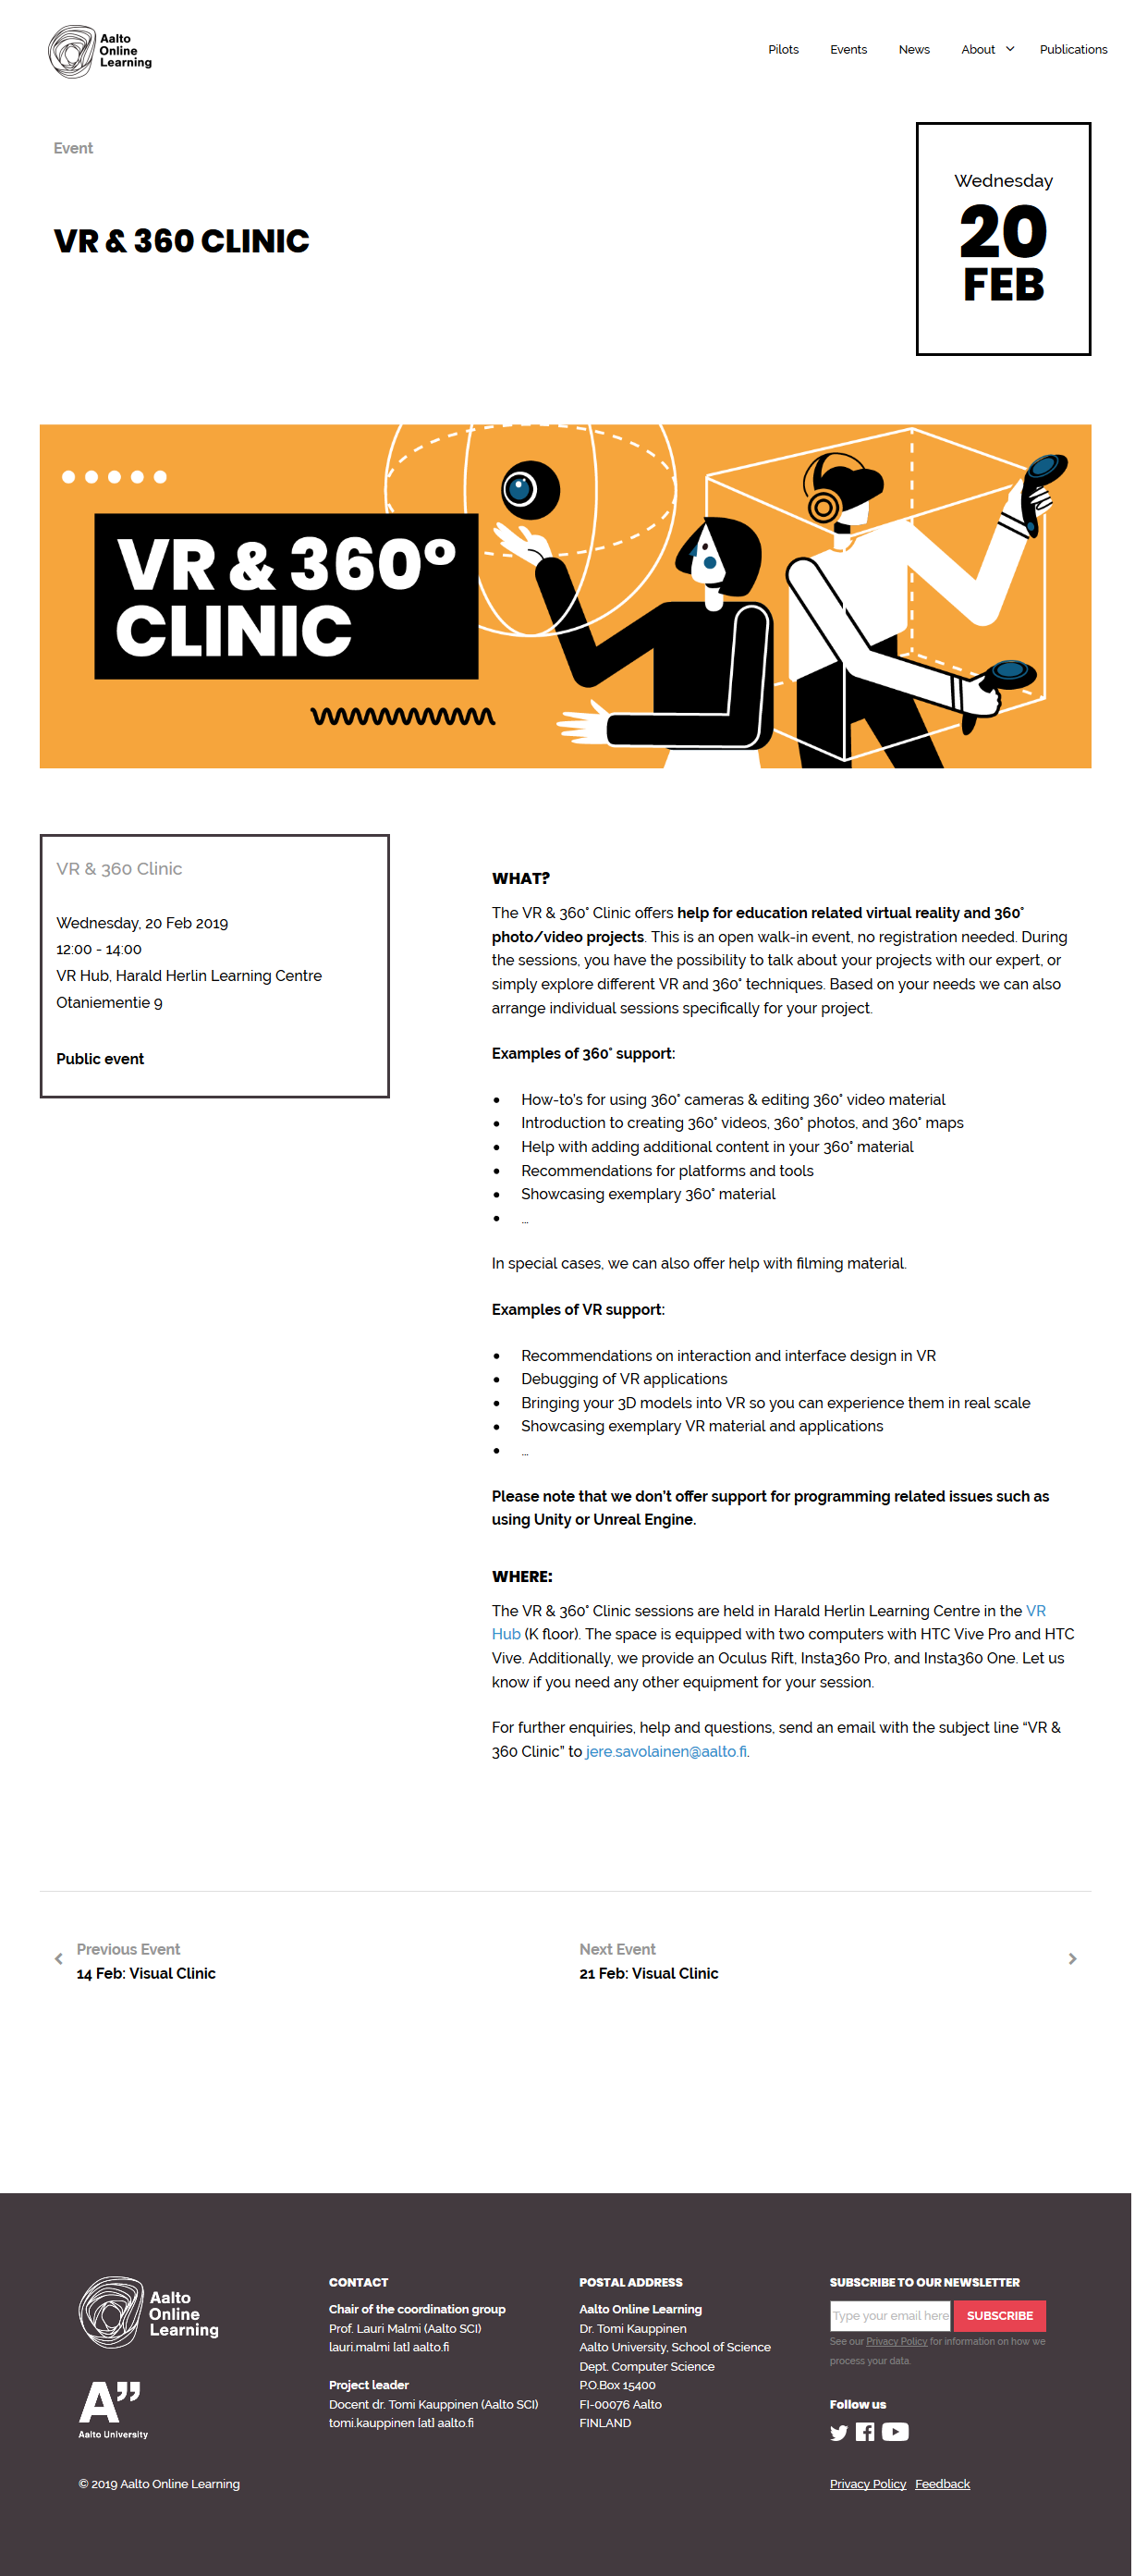 Aalto
Online
Learning
Pilots
Events
News
About
Publications
Event
VR & 360 CLINIC
Wednesday
20
FEB
VR & 360°
CLINIC
VR & 360 Clinic
Wednesday, 20 Feb 2019
12:00 - 14:00
VR Hub, Harald Herlin Learning Centre
Otaniementie 9
Public event
WHAT?
The VR & 360° Clinic offers help for education related virtual reality and 360°
photo/video projects. This is an open walk-in event, no registration needed. During
the sessions, you have the possibility to talk about your projects with our expert, or
simply explore different VR and 360° techniques. Based on your needs we can also
arrange individual sessions specifically for your project.
Examples of 360° support:
• How-to's for using 360° cameras & editing 360° video material
• Introduction to creating 360° videos, 360° photos, and 360° maps
• Help with adding additional content in your 360° material
• Recommendations for platforms and tools
• Showcasing exemplary 360° material
• …
In special cases, we can also offer help with filming material.
Examples of VR support:
• Recommendations on interaction and interface design in VR
• Debugging of VR applications
• Bringing your 3D models into VR so you can experience them in real scale
• Showcasing exemplary VR material and applications
• …
Please note that we don't offer support for programming related issues such as
using Unity or Unreal Engine.
WHERE:
The VR & 360° Clinic sessions are held in Harald Herlin Learning Centre in the VR
Hub (K floor). The space is equipped with two computers with HTC Vive Pro and HTC
Vive. Additionally, we provide an Oculus Rift, Insta360 Pro, and Insta360 One. Let us
know if you need any other equipment for your session.
For further enquiries, help and questions, send an email with the subject line “VR &
360 Clinic” to jere.savolainen@aalto.fi.
Previous Event
14 Feb: Visual Clinic
Next Event
21 Feb: Visual Clinic
Aalto
Online
Learning
A”
Aalto University
© 2019 Aalto Online Learning
CONTACT
Chair of the coordination group
Prof. Lauri Malmi (Aalto SCI)
lauri.malmi [at] aalto.fi
Project leader
Docent dr. Tomi Kauppinen (Aalto SCI)
tomi.kauppinen [at] aalto.fi
POSTAL ADDRESS
Aalto Online Learning
Dr. Tomi Kauppinen
Aalto University, School of Science
Dept. Computer Science
P.O.Box 15400
FI-00076 Aalto
FINLAND
SUBSCRIBE TO OUR NEWSLETTER
Type your email here
SUBSCRIBE
See our Privacy Policy for information on how we
process your data.
Follow us
Privacy Policy Feedback